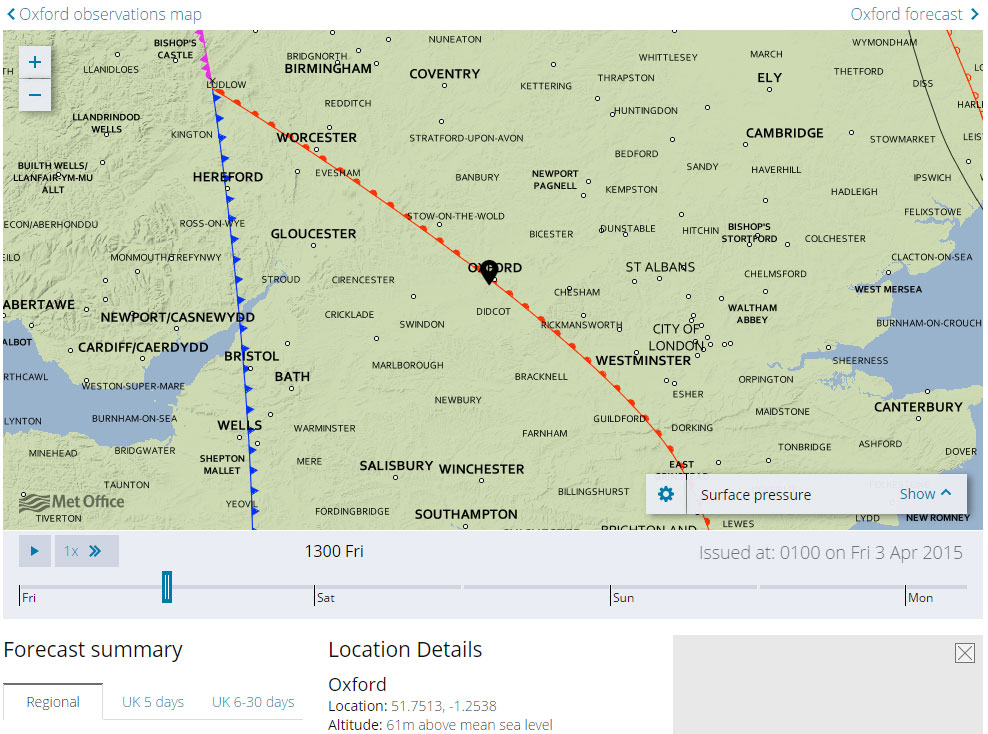 Oxford observations map
Oxford forecast
NUNEATON
WYMONDHAM
BISHOP'S
CASTLE
BRIDGNORTH
WHITTLESEY
MARCH
LLANIDLOES
BIRMINGHAM
COVENTRY
THRAPSTON
ELY
THETFORD
KETTERING
DISS
LUDLOW
REDDITCH
HUNTINGDON
LLANDRINDOD
WELLS
KINGTON
WORCESTER
STRATFORD-UPON-AVON
CAMBRIDGE
STOWMARKET
BEDFORD
BUILTH WELLS/
LLANFAIR-YM-MU
ALLT
HEREFORD
EVESHAM
BANBURY
NEWPORT
PAGNELL
SANDY
HAVERHILL
IPSWICH
KEMPSTON
HADLEIGH
ECON/ABERHONDDU
ROSS-ON-WYE
STOW-ON-THE-WOLD
FELIXSTOWE
GLOUCESTER
BICESTER
DUNSTABLE
HITCHIN
BISHOP'S
STORTFORD
COLCHESTER
MONMOUTH/TREFYNWY
CLACTON-ON-SEA
OXFORD
ST ALBANS
CHELMSFORD
STROUD
CIRENCESTER
CHESHAM
WEST MERSEA
ABERTAWE
NEWPORT/CASNEWYDD
CRICKLADE
DIDCOT
WALTHAM
ABBEY
SWINDON
RICKMANSWORTH
CITY OF
LONDON
BURNHAM-ON-CROUCH
CARDIFF/CAERDYDD
BRISTOL
WESTMINSTER
SHEERNESS
MARLBOROUGH
BATH
BRACKNELL
ORPINGTON
RTHCAWL
WESTON-SUPER-MARE
ESHER
NEWBURY
MAIDSTONE
CANTERBURY
LYNTON
BURNHAM-ON-SEA
WELLS
WARMINSTER
GUILDFORD
DORKING
FARNHAM
TONBRIDGE
ASHFORD
MINEHEAD
BRIDGWATER
SHEPTON
MALLET
MERE
SALISBURY
WINCHESTER
EAST
DOVER
TAUNTON
BILLINGSHURST
Surface pressure
Show
Met Office
YEOVIL
FORDINGBRIDGE
SOUTHAMPTON
TIVERTON
BRIGHTON AND
LEWES
LYDD
NEW ROMNEY
1x
1300 Fri
Issued at: 0100 on Fri 3 Apr 2015
Fri
Sat
Sun
Mon
Forecast summary
Location Details
Regional
UK 5 days
UK 6-30 days
Oxford
Location: 51.7513, -1.2538
Altitude: 61m above mean sea level